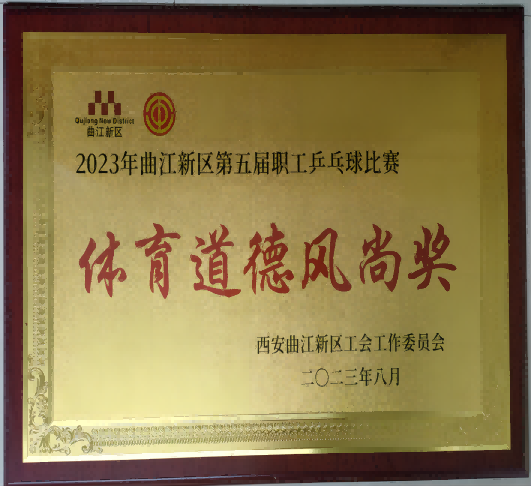 Qujiang New District
曲江新区
2023年曲江新区第五届职工乒乓球比赛
体育道德风尚奖
西安曲江新区工会工作委员会
二〇二三年八月